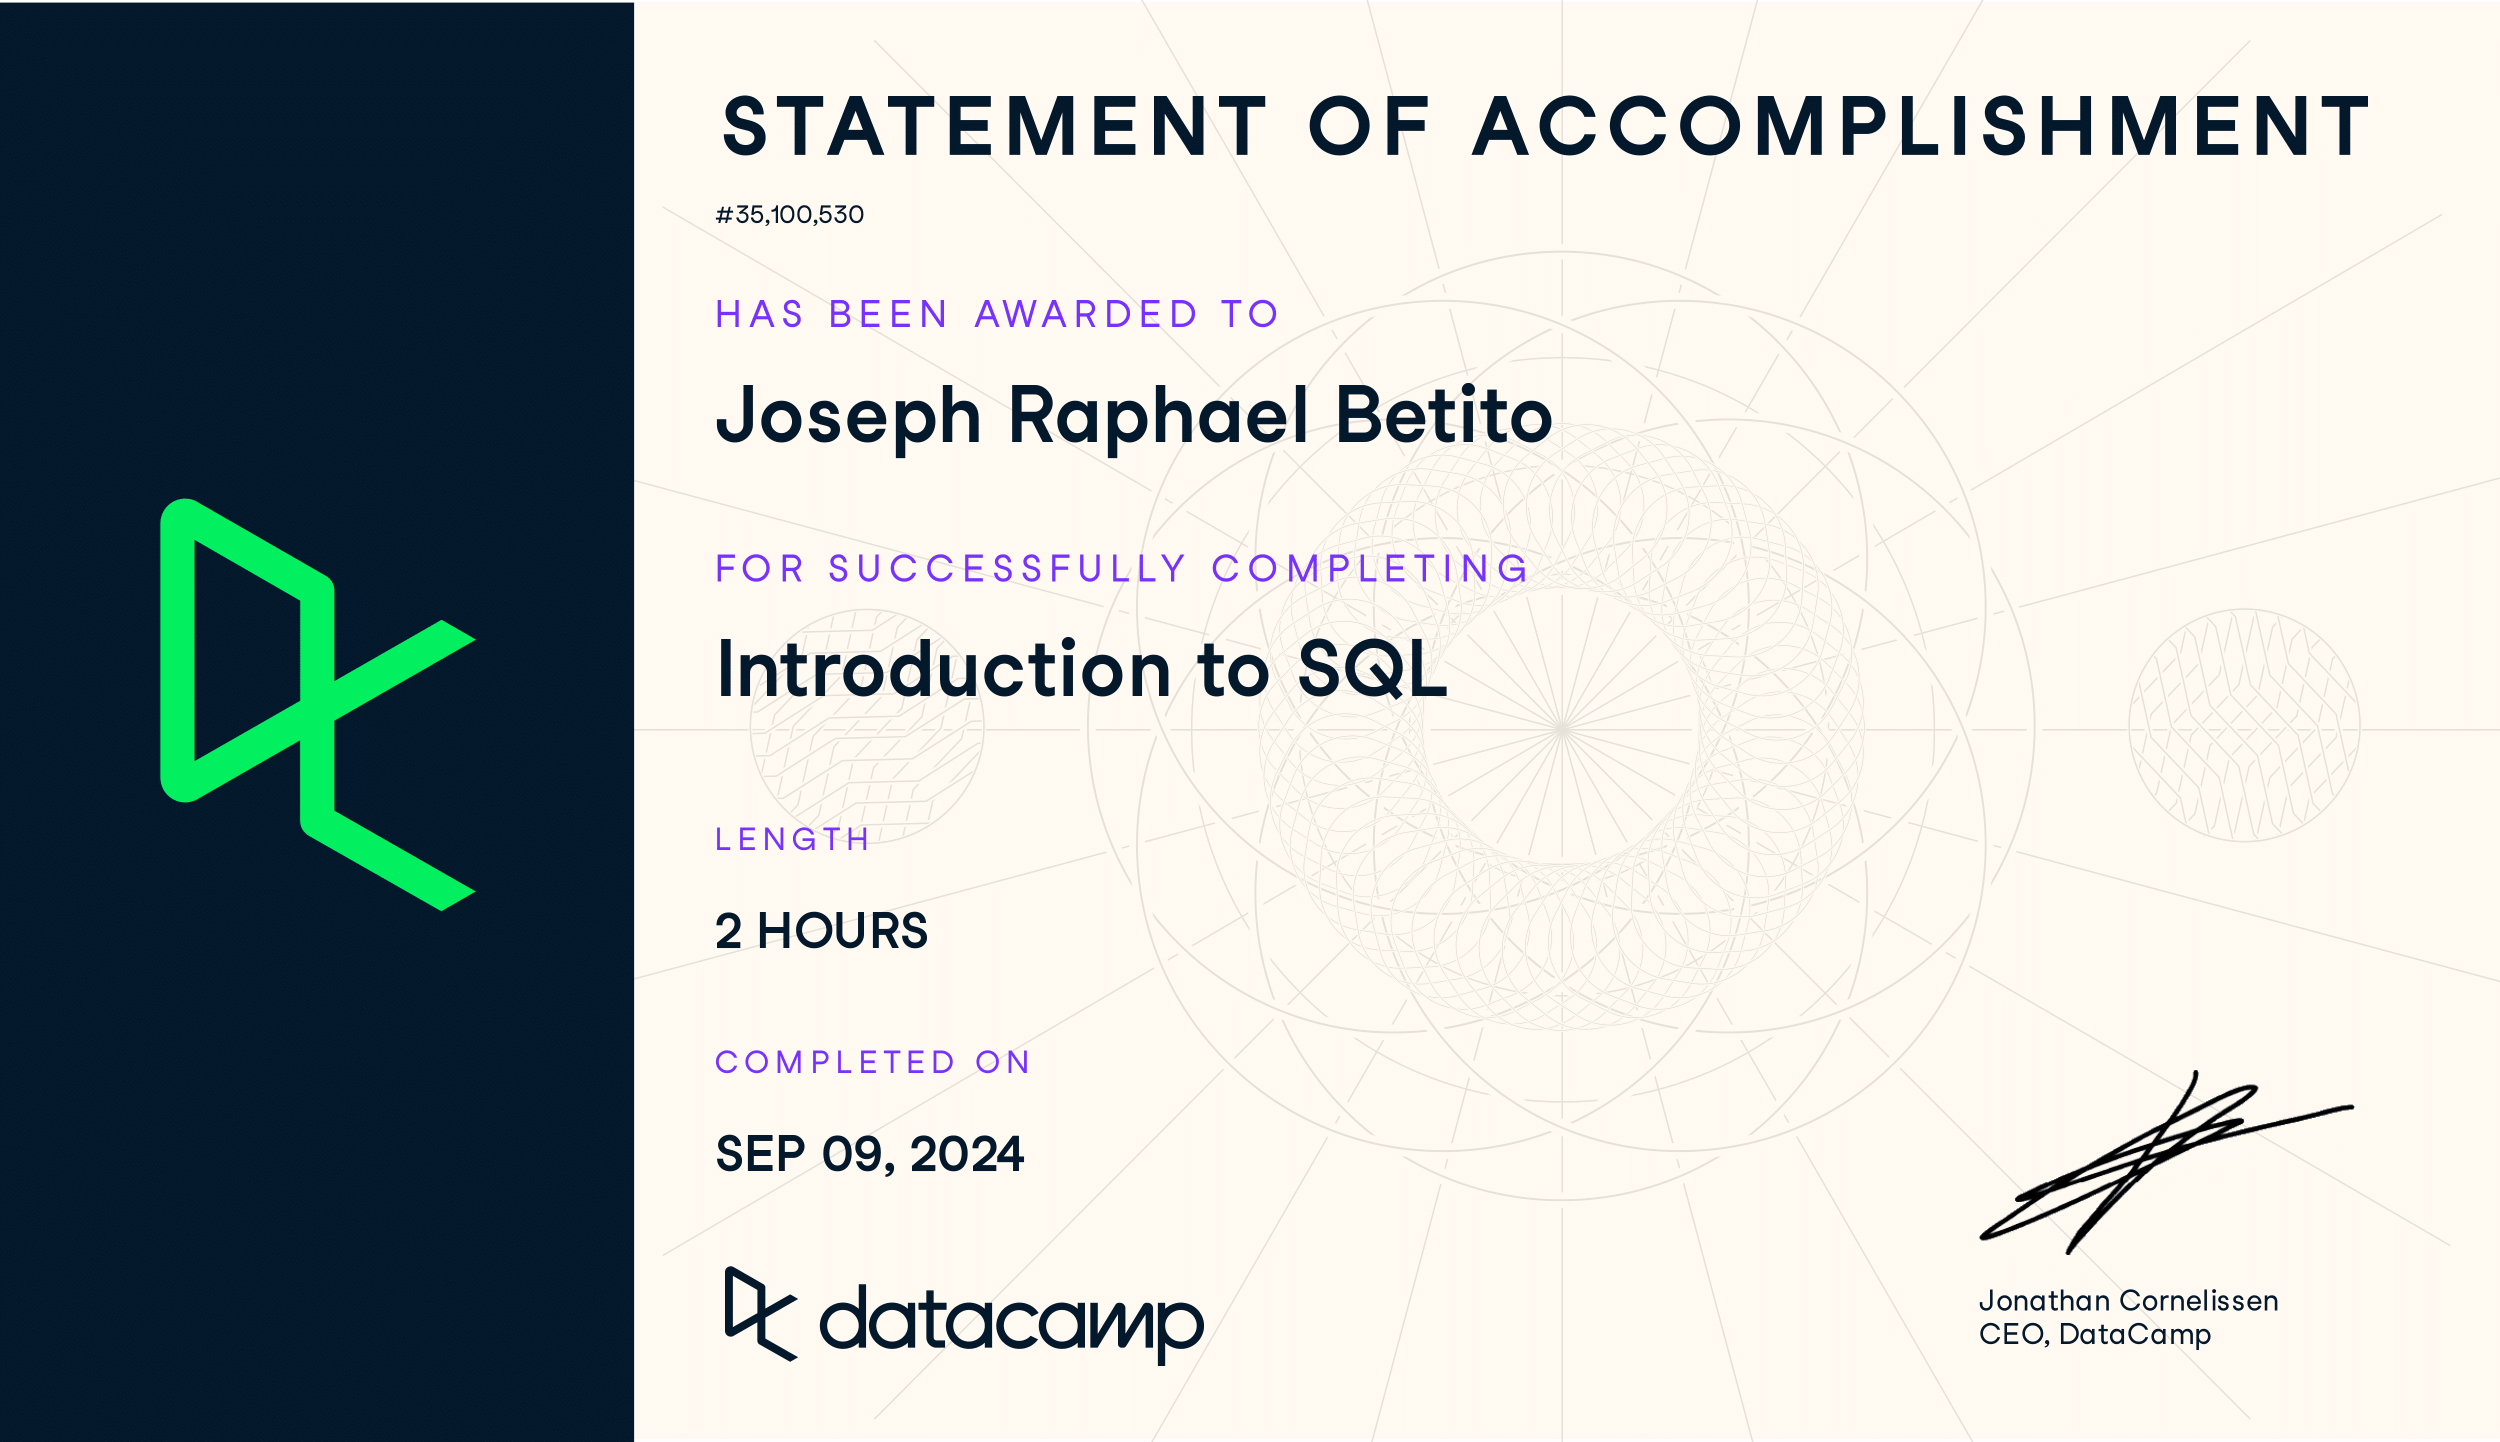 STATEMENT OF ACCOMPLISHMENT
#35,100,530
HAS BEEN AWARDED TO
Joseph Raphael Betito
FOR SUCCESSFULLY COMPLETING
Introduction to SQL
LENGTH
2 HOURS
COMPLETED ON
SEP 09, 2024
datacamp
Jonathan Cornelissen
CEO, DataCamp